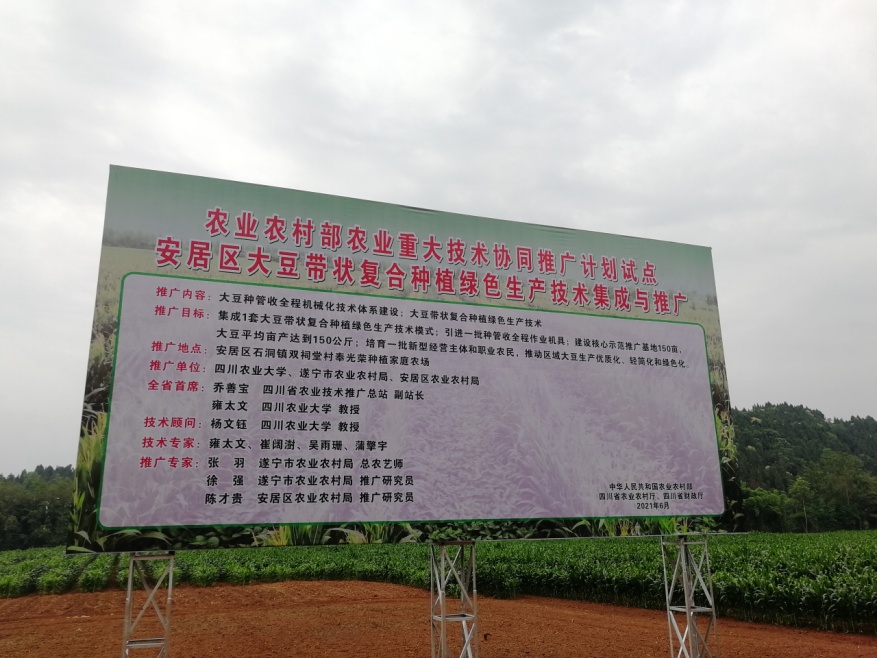 农业农村部农业重大技术协同推广计划试点
安居区大豆带状复合种植绿色生产技术集成与推广
推广内容：大豆种管收全程机械化技术体系建设；大豆带状复合种植绿色生产技术
推广目标：集成1套大豆带状复合种植绿色生产技术模式；引进一批种管收全程作业机具；建设核心示范推广基地150亩，
大豆平均亩产达到150公斤；培育一批新型经营主体和职业农民，推动区域大豆生产优质化、轻简化和绿色化。
推广地点：安居区石洞镇双祠堂村奉光荣种植家庭农场
推广单位：四川农业大学、遂宁市农业农村局、安居区农业农村局
全省首席：乔善宝 四川省农业技术推广总站 副站长
雍太文 四川农业大学 教授
技术顾问：杨文钰 四川农业大学 教授
技术专家：雍太文、崔阔澍、吴雨珊、蒲擎宇
推广专家：张 羽 遂宁市农业农村局 总农艺师
徐 强 遂宁市农业农村局 推广研究员
陈才贵 安居区农业农村局 推广研究员
中华人民共和国农业农村部
四川省农业农村厅、四川省财政厅
2021年6月